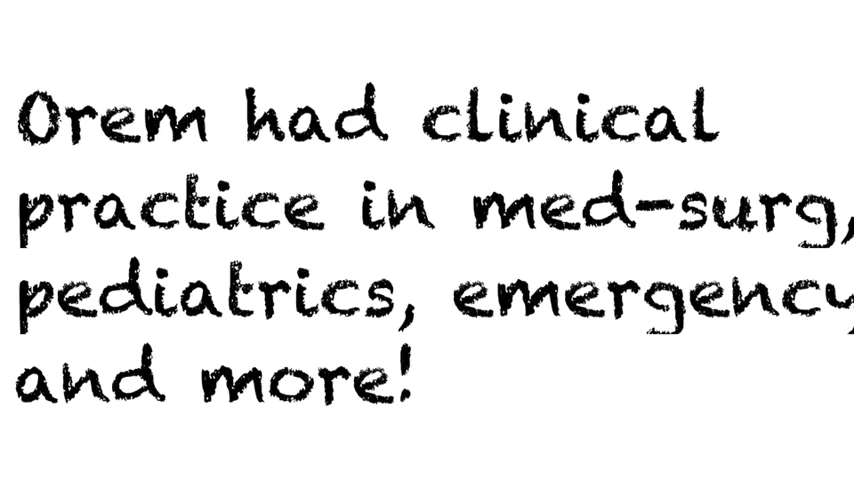 Orem had clinical
practice in med-surg,
pediatrics, emergency
and more!